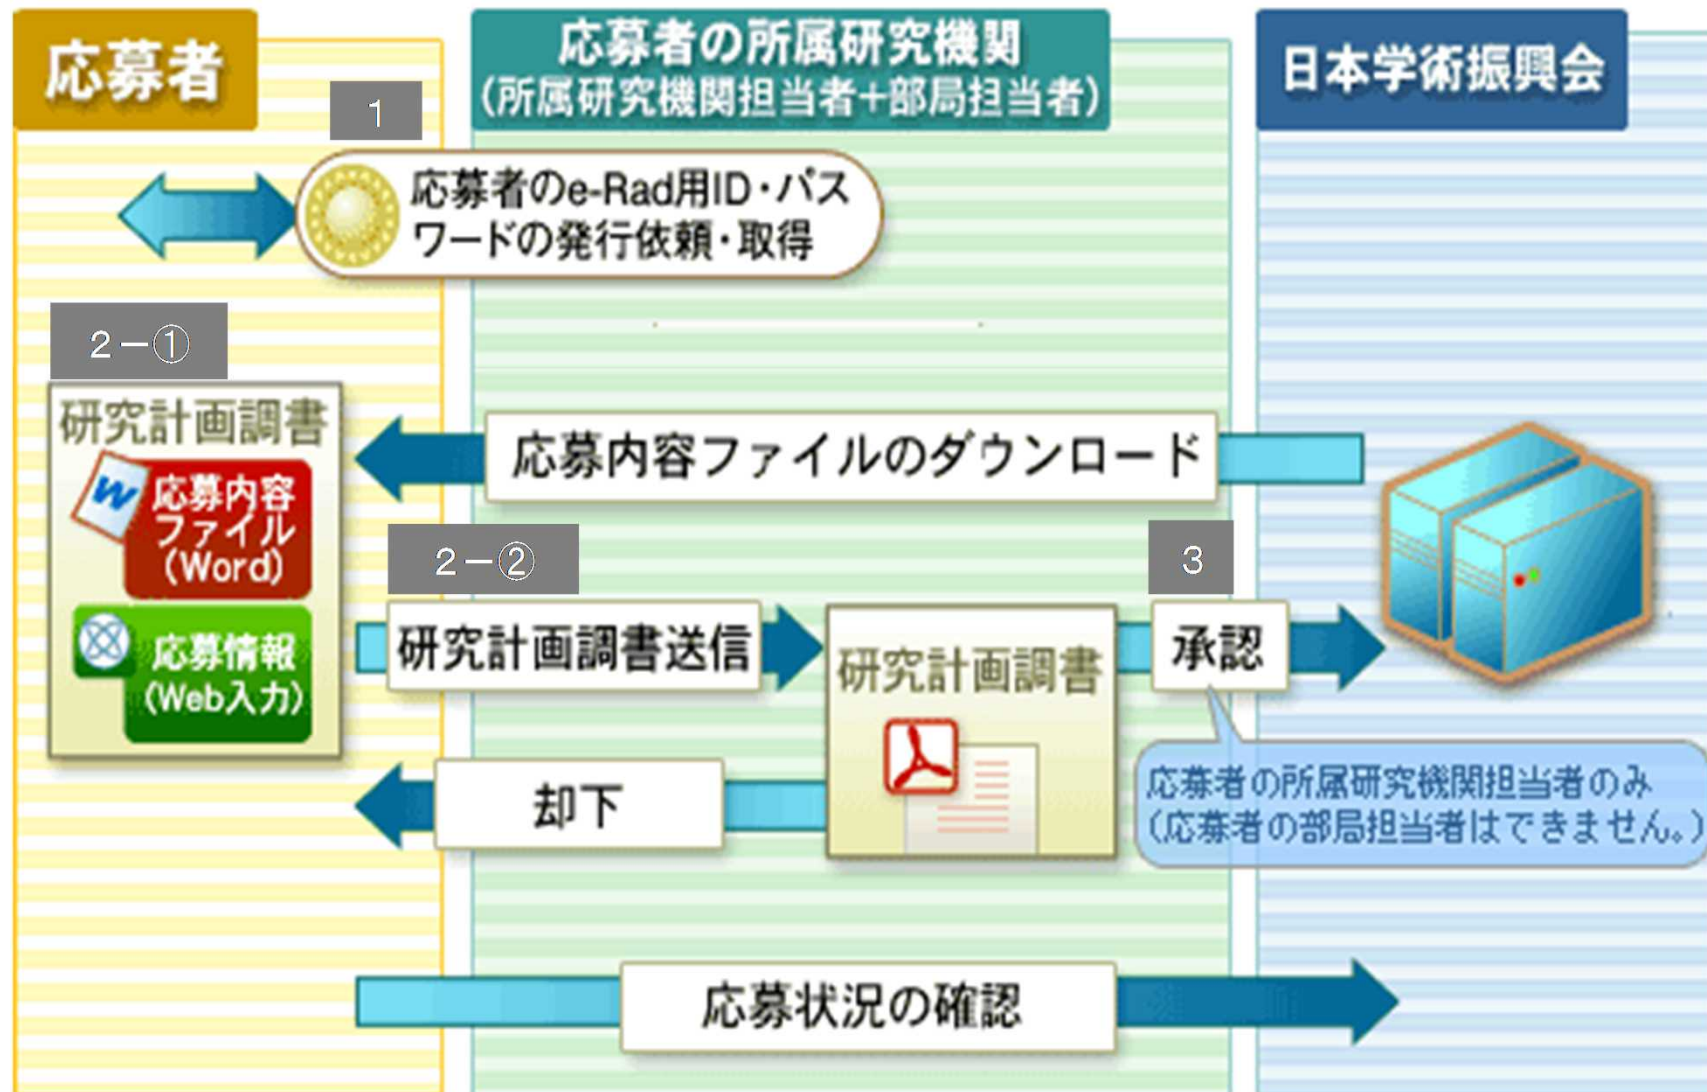 応募者
応募者の所属研究機関
(所属研究機関担当者+部局担当者)
日本学術振興会
1
応募者のe-Rad用ID・パス
ワードの発行依頼・取得
2－①
研究計画調書
応募内容
ファイル
(Word)
応募情報
(Web入力)
応募内容ファイルのダウンロード
2－②
研究計画調書送信
研究計画調書
3
承認
応募者の所属研究機関担当者のみ
(応募者の部局担当者はできません。)
却下
応募状況の確認